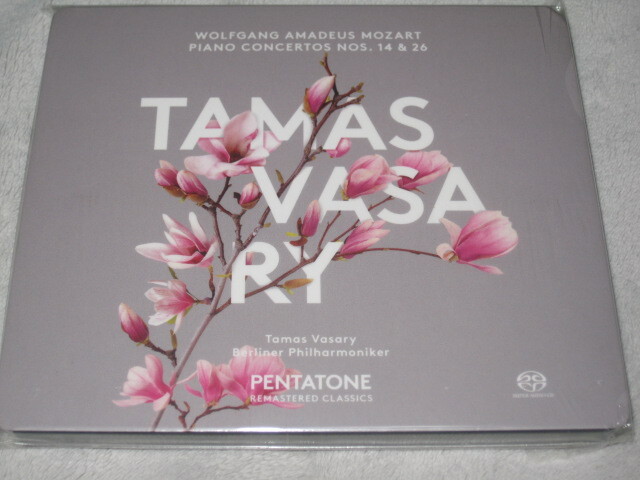 WOLFGANG AMADEUS MOZART
PIANO CONCERTOS NOS. 14 & 26
TAMAS
VASA
RY
Tamas Vasary
Berliner Philharmoniker
PENTATONE
REMASTERED CLASSICS